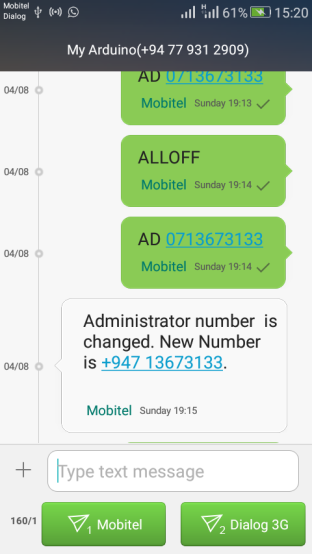 Mobitel
Dialog
H
61%
15:20
My Arduino(+94 77 931 2909)
AD 0713673133
04/08
Mobitel Sunday 19:13
ALLOFF
04/08
Mobitel Sunday 19:14
AD 0713673133
04/08
Mobitel Sunday 19:14
Administrator number is
changed. New Number
is +947 13673133.
04/08
Mobitel Sunday 19:15
Type text message
160/1
1 Mobitel
2 Dialog 3G